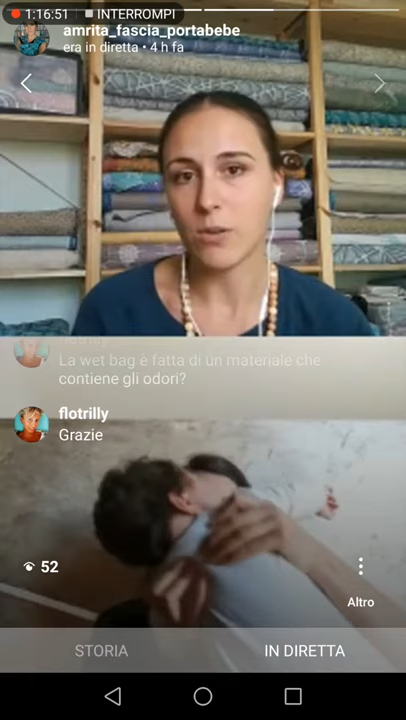 1:16:51 INTERROMPI
amrita_fascia_portabebe
era in diretta • 4 h fa
La wet bag è fatta di un materiale che
contiene gli odori?
flotrilly
Grazie
52
Altro
STORIA IN DIRETTA